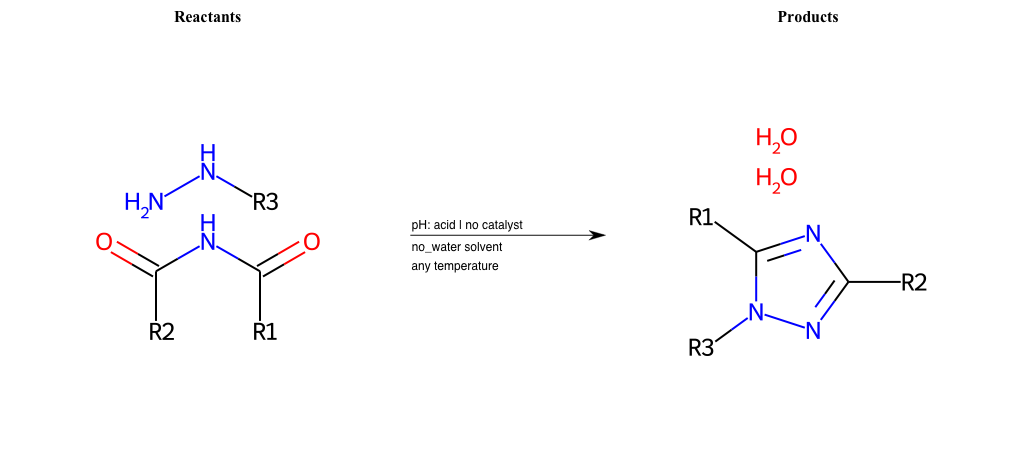 Reactants
Products
H
N
H2N
R3
H
N
O
O
R2
R1
pH: acid | no catalyst
no_water solvent
any temperature
H2O
H2O
R1
N
R2
N
N
R3